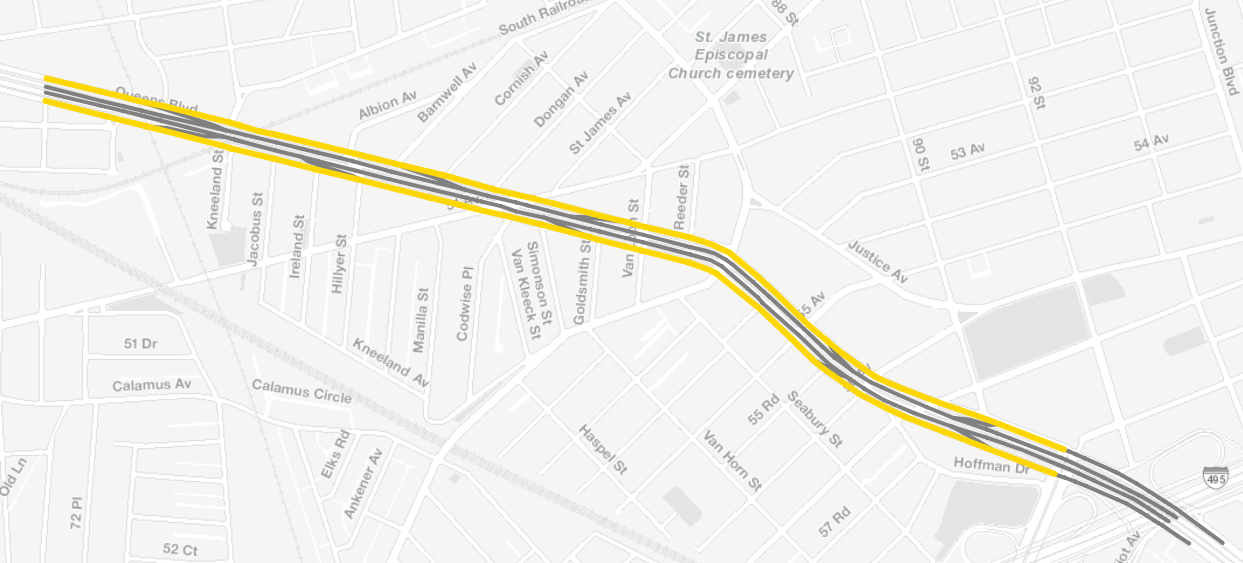 South Railroad
88 St
St. James
Episcopal
Church cemetery
Junction Blvd
Queens Blvd
Albion Av
Barnwell Av
Cornish Av
Dongan Av
St James Av
92 St
90 St
53 Av
54 Av
Kneeland St
Jacobus St
Ireland St
Hillyer St
Manilla St
Codwise Pl
Van Kleeck St
Simonson St
Goldsmith St
Reeder St
Justice Av
55 Av
51 Dr
Calamus Av
Calamus Circle
Kneeland Av
Elks Rd
Ankener Av
Old Ln
72 Pl
52 Ct
Haspel St
Van Horn St
55 Rd
Seabury St
57 Rd
Hoffman Dr
495